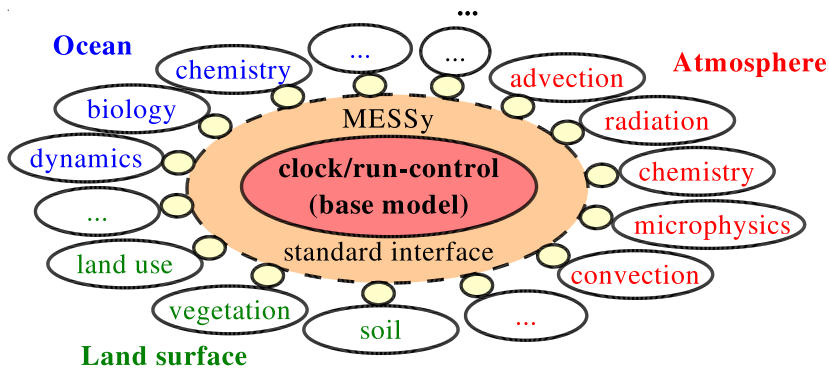 ...
Ocean
chemistry
...
...
advection
Atmosphere
biology
MESSy
radiation
dynamics
clock/run-control
(base model)
chemistry
...
microphysics
land use
standard interface
convection
vegetation
soil
...
Land surface